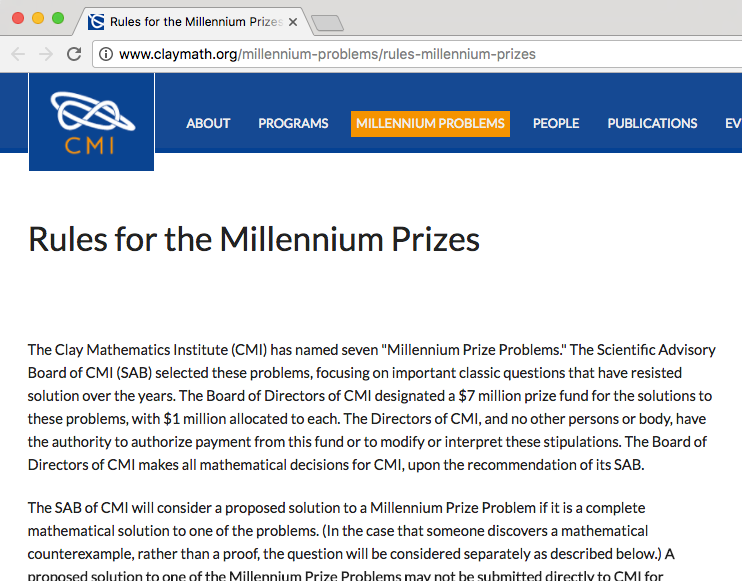 Rules for the Millennium Prizes
www.claymath.org/millennium-problems/rules-millennium-prizes
CMI
ABOUT PROGRAMS MILLENNIUM PROBLEMS PEOPLE PUBLICATIONS EV
Rules for the Millennium Prizes
The Clay Mathematics Institute (CMI) has named seven "Millennium Prize Problems." The Scientific Advisory
Board of CMI (SAB) selected these problems, focusing on important classic questions that have resisted
solution over the years. The Board of Directors of CMI designated a $7 million prize fund for the solutions to
these problems, with $1 million allocated to each. The Directors of CMI, and no other persons or body, have
the authority to authorize payment from this fund or to modify or interpret these stipulations. The Board of
Directors of CMI makes all mathematical decisions for CMI, upon the recommendation of its SAB.
The SAB of CMI will consider a proposed solution to a Millennium Prize Problem if it is a complete
mathematical solution to one of the problems. (In the case that someone discovers a mathematical
counterexample, rather than a proof, the question will be considered separately as described below.) A
proposed solution to one of the Millennium Prize Problems may not be submitted directly to CMI for